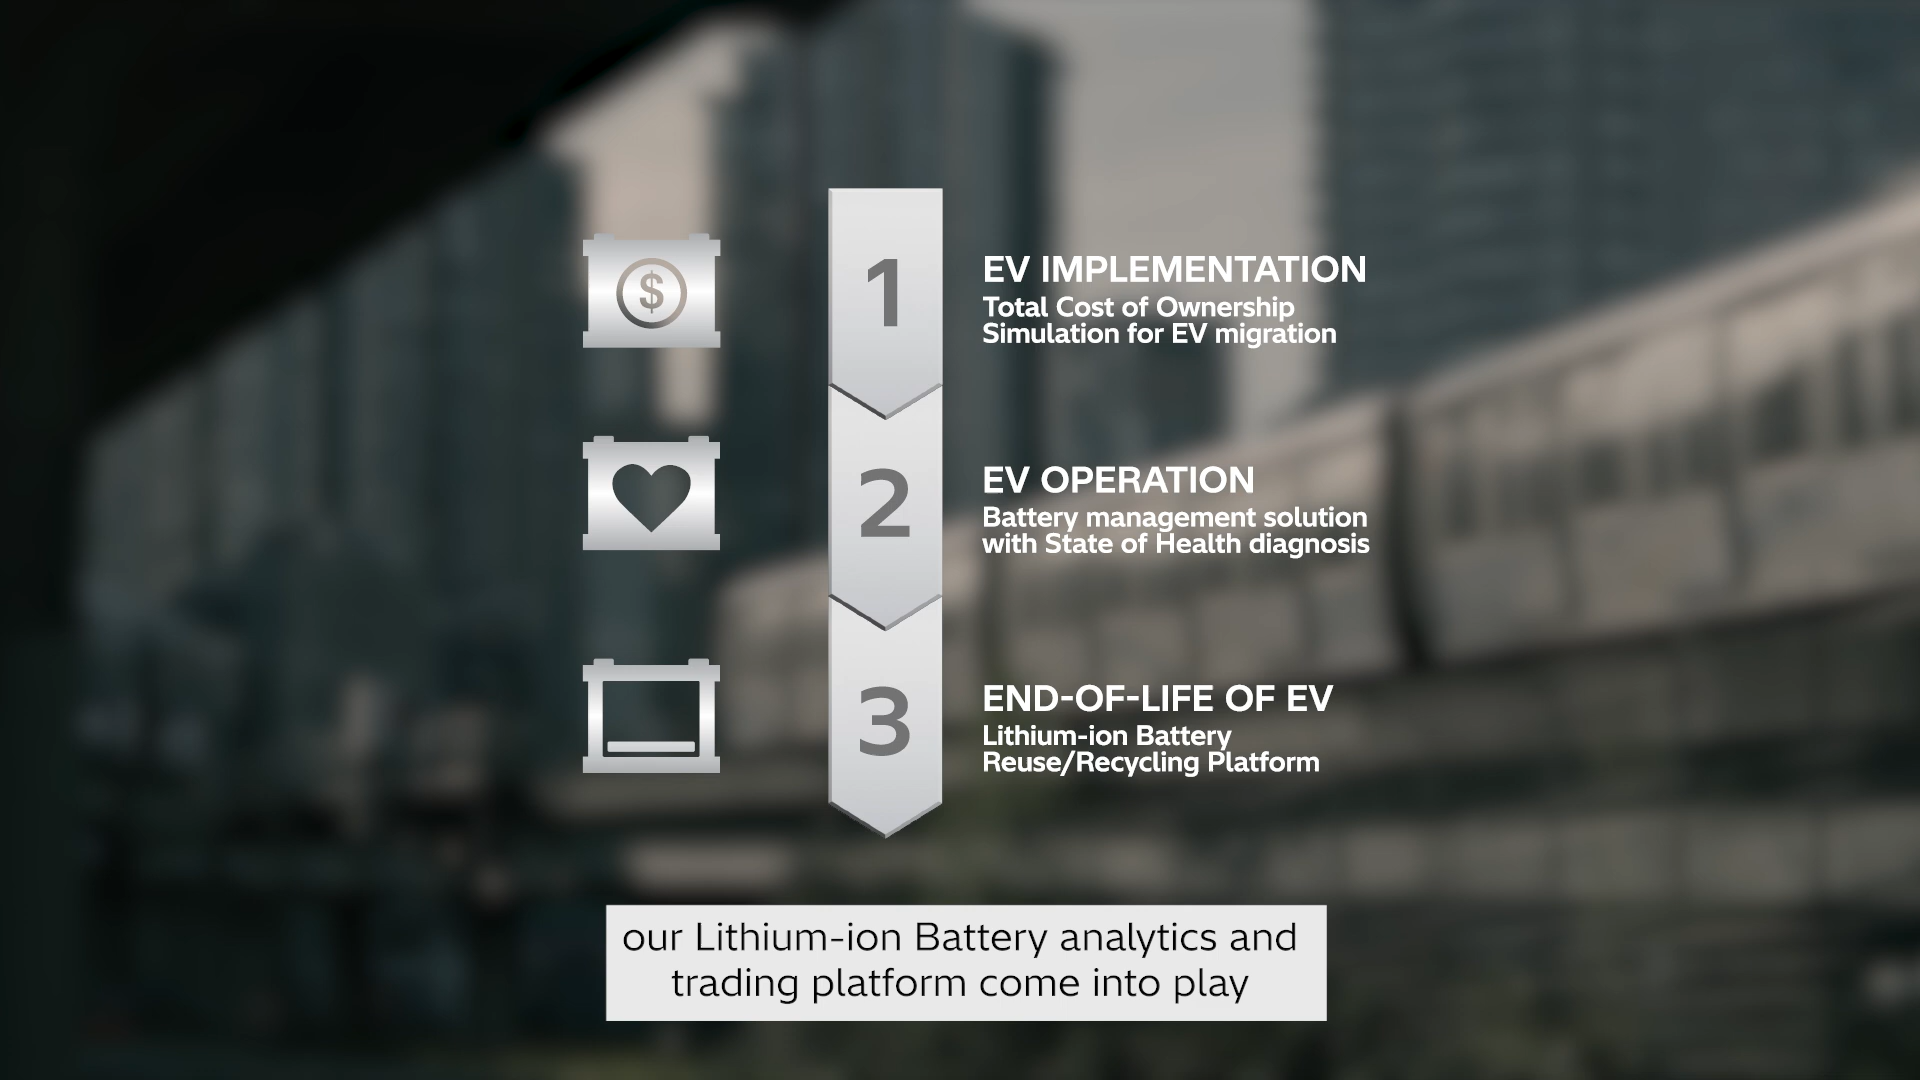 $
1
EV IMPLEMENTATION
Total Cost of Ownership
Simulation for EV migration
2
EV OPERATION
Battery management solution
with State of Health diagnosis
3
END-OF-LIFE OF EV
Lithium-ion Battery
Reuse/Recycling Platform
our Lithium-ion Battery analytics and
trading platform come into play